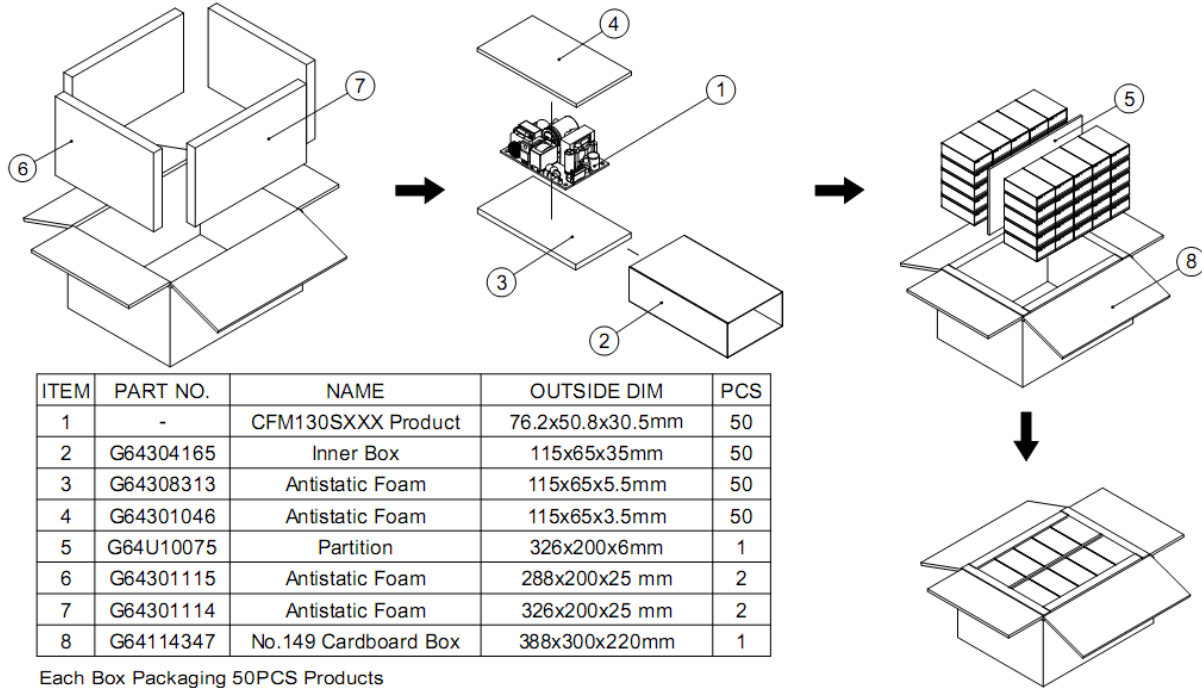 4
1
7
6
3
2
5
8
ITEM PART NO. NAME OUTSIDE DIM PCS
1 - CFM130SXXX Product 76.2x50.8x30.5mm 50
2 G64304165 Inner Box 115x65x35mm 50
3 G64308313 Antistatic Foam 115x65x5.5mm 50
4 G64301046 Antistatic Foam 115x65x3.5mm 50
5 G64U10075 Partition 326x200x6mm 1
6 G64301115 Antistatic Foam 288x200x25 mm 2
7 G64301114 Antistatic Foam 326x200x25 mm 2
8 G64114347 No.149 Cardboard Box 388x300x220mm 1
Each Box Packaging 50PCS Products